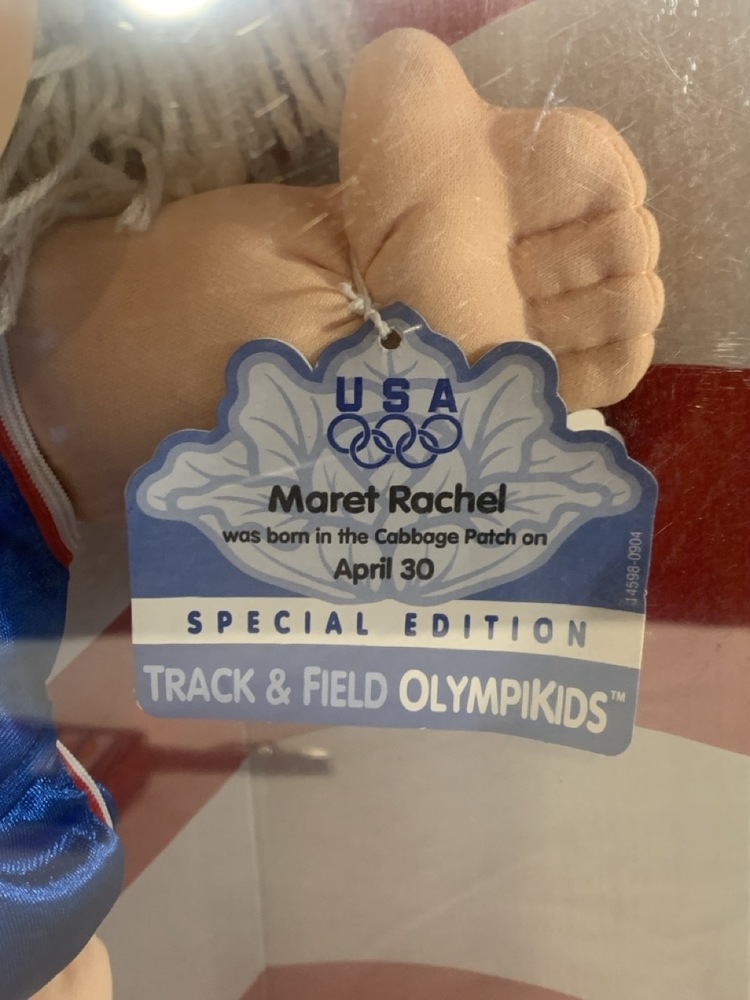 USA
Maret Rachel
was born in the Cabbage Patch on
April 30
14598-0904
SPECIAL EDITION
TRACK & FIELD OLYMPIKIDS™